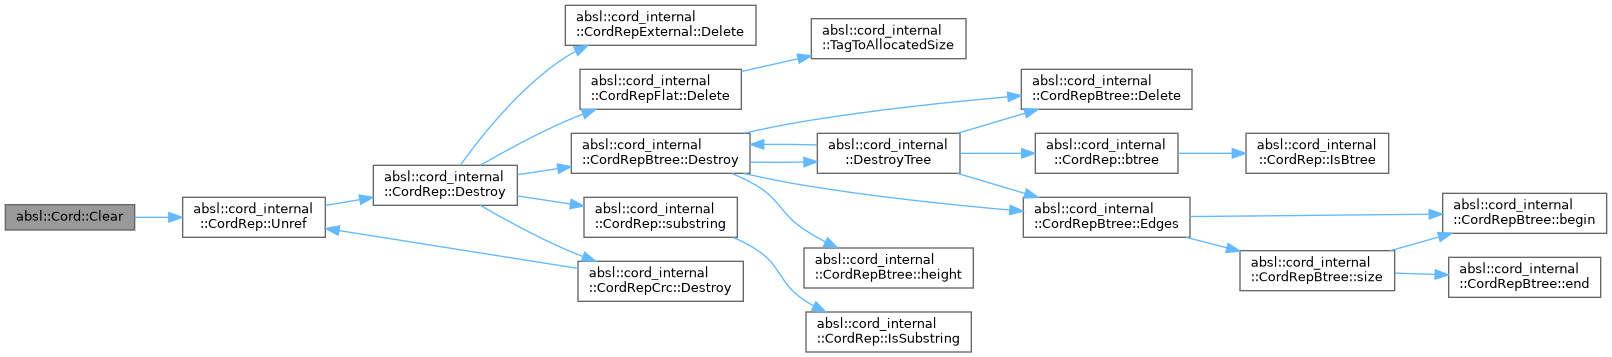 absl::Cord::Clear
absl::cord_internal
::CordRep::Unref
absl::cord_internal
::CordRep::Destroy
absl::cord_internal
::CordRepExternal::Delete
absl::cord_internal
::CordRepFlat::Delete
absl::cord_internal
::TagToAllocatedSize
absl::cord_internal
::CordRepBtree::Destroy
absl::cord_internal
::CordRep::substring
absl::cord_internal
::CordRepCrc::Destroy
absl::cord_internal
::DestroyTree
absl::cord_internal
::CordRepBtree::height
absl::cord_internal
::CordRep::IsSubstring
absl::cord_internal
::CordRepBtree::Delete
absl::cord_internal
::CordRep::btree
absl::cord_internal
::CordRep::IsBtree
absl::cord_internal
::CordRepBtree::Edges
absl::cord_internal
::CordRepBtree::size
absl::cord_internal
::CordRepBtree::begin
absl::cord_internal
::CordRepBtree::end